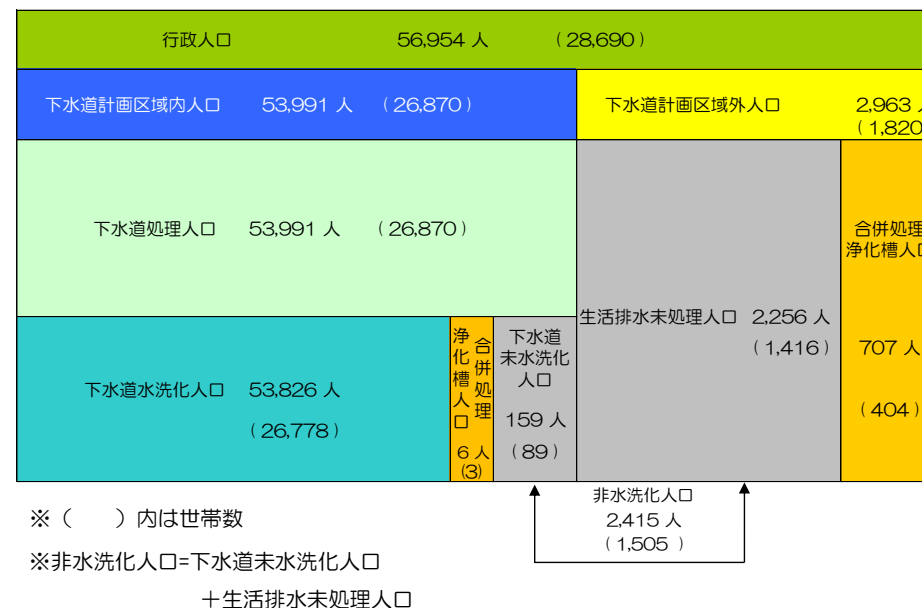 行政人口 56,954 人 (28,690)
下水道計画区域内人口 53,991 人 (26,870)
下水道計画区域外人口 2,963
(1,820
下水道処理人口 53,991 人 (26,870)
合併処理
浄化槽人口
707 人
(404)
生活排水未処理人口 2,256 人
(1,416)
下水道水洗化人口 53,826 人
(26,778)
合併処理
浄化槽人口
6 人
(3)
下水道
未水洗化
人口
159 人
(89)
非水洗化人口
2,415 人
(1,505 )
※( )内は世帯数
※非水洗化人口=下水道未水洗化人口
+生活排水未処理人口